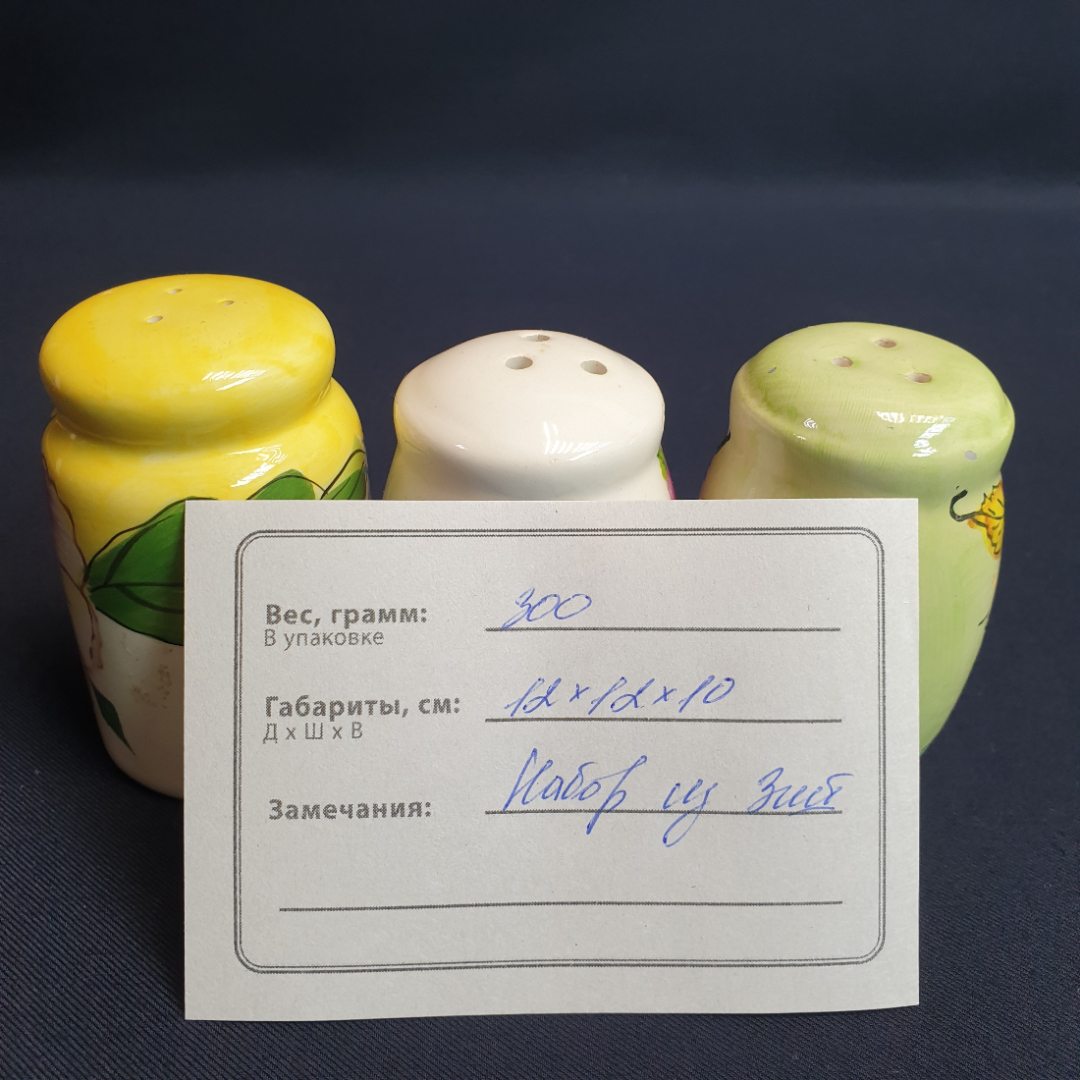 Вес, грамм: 300
В упаковке
Габариты, см: 12 х 12 х 10
Д х Ш х В
Замечания: Набор из 3шт